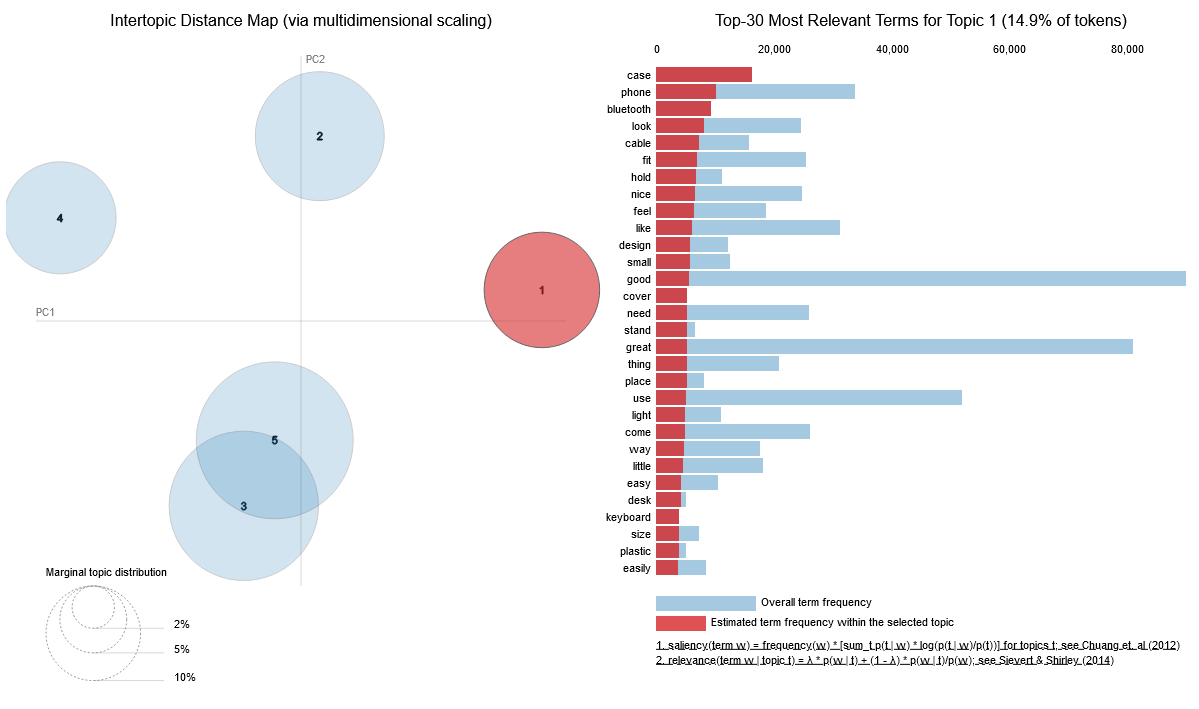 Intertopic Distance Map (via multidimensional scaling)
PC2
PC1
2
4
1
5
3
Marginal topic distribution
2%
5%
10%
Top-30 Most Relevant Terms for Topic 1 (14.9% of tokens)
0 20,000 40,000 60,000 80,000
case
phone
bluetooth
look
cable
fit
hold
nice
feel
like
design
small
good
cover
need
stand
great
thing
place
use
light
come
way
little
easy
desk
keyboard
size
plastic
easily
Overall term frequency
Estimated term frequency within the selected topic
1. saliency(term w) = frequency(w) * [sum_t p(t | w) * log(p(t | w)/p(t))] for topics t; see Chuang et. al (2012)
2. relevance(term w | topic t) = λ * p(w | t) + (1 - λ) * p(w | t)/p(w); see Sievert & Shirley (2014)